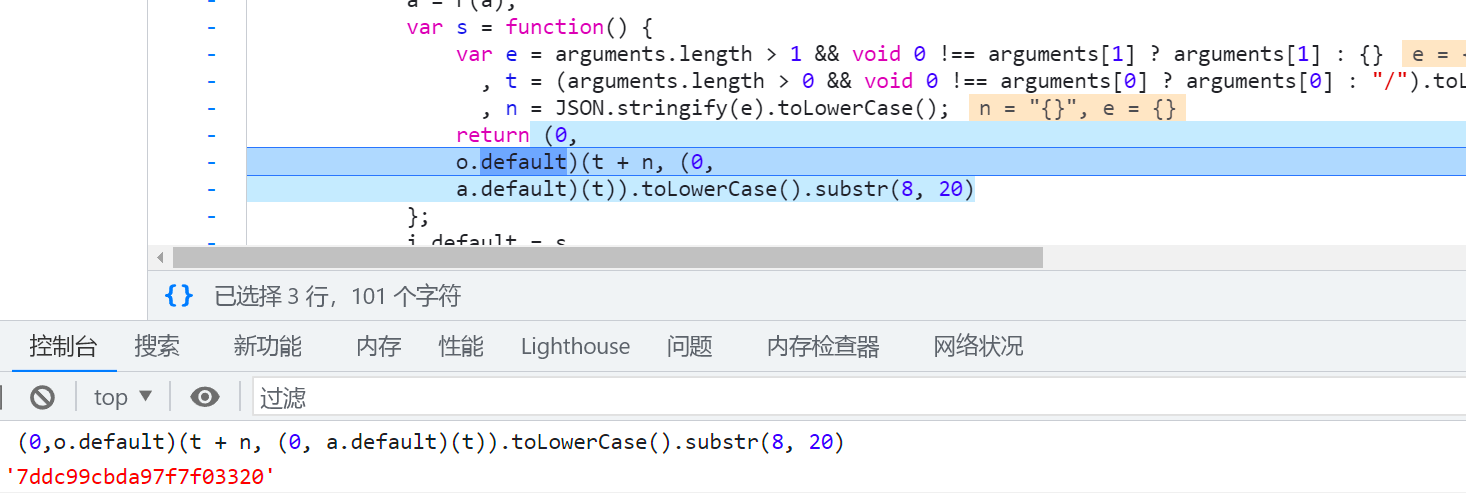 a = r(a);
var s = function() {
var e = arguments.length > 1 && void 0 !== arguments[1] ? arguments[1] : {} e = {
, t = (arguments.length > 0 && void 0 !== arguments[0] ? arguments[0] : "/").toL
, n = JSON.stringify(e).toLowerCase(); n = "{}", e = {}
return (0,
o.default)(t + n, (0,
a.default)(t)).toLowerCase().substr(8, 20)
};
i.default = s
{} 已选择 3 行，101 个字符
控制台 搜索 新功能 内存 性能 Lighthouse 问题 内存检查器 网络状况
top 过滤
(0,o.default)(t + n, (0, a.default)(t)).toLowerCase().substr(8, 20)
'7ddc99cbda97f7f03320'